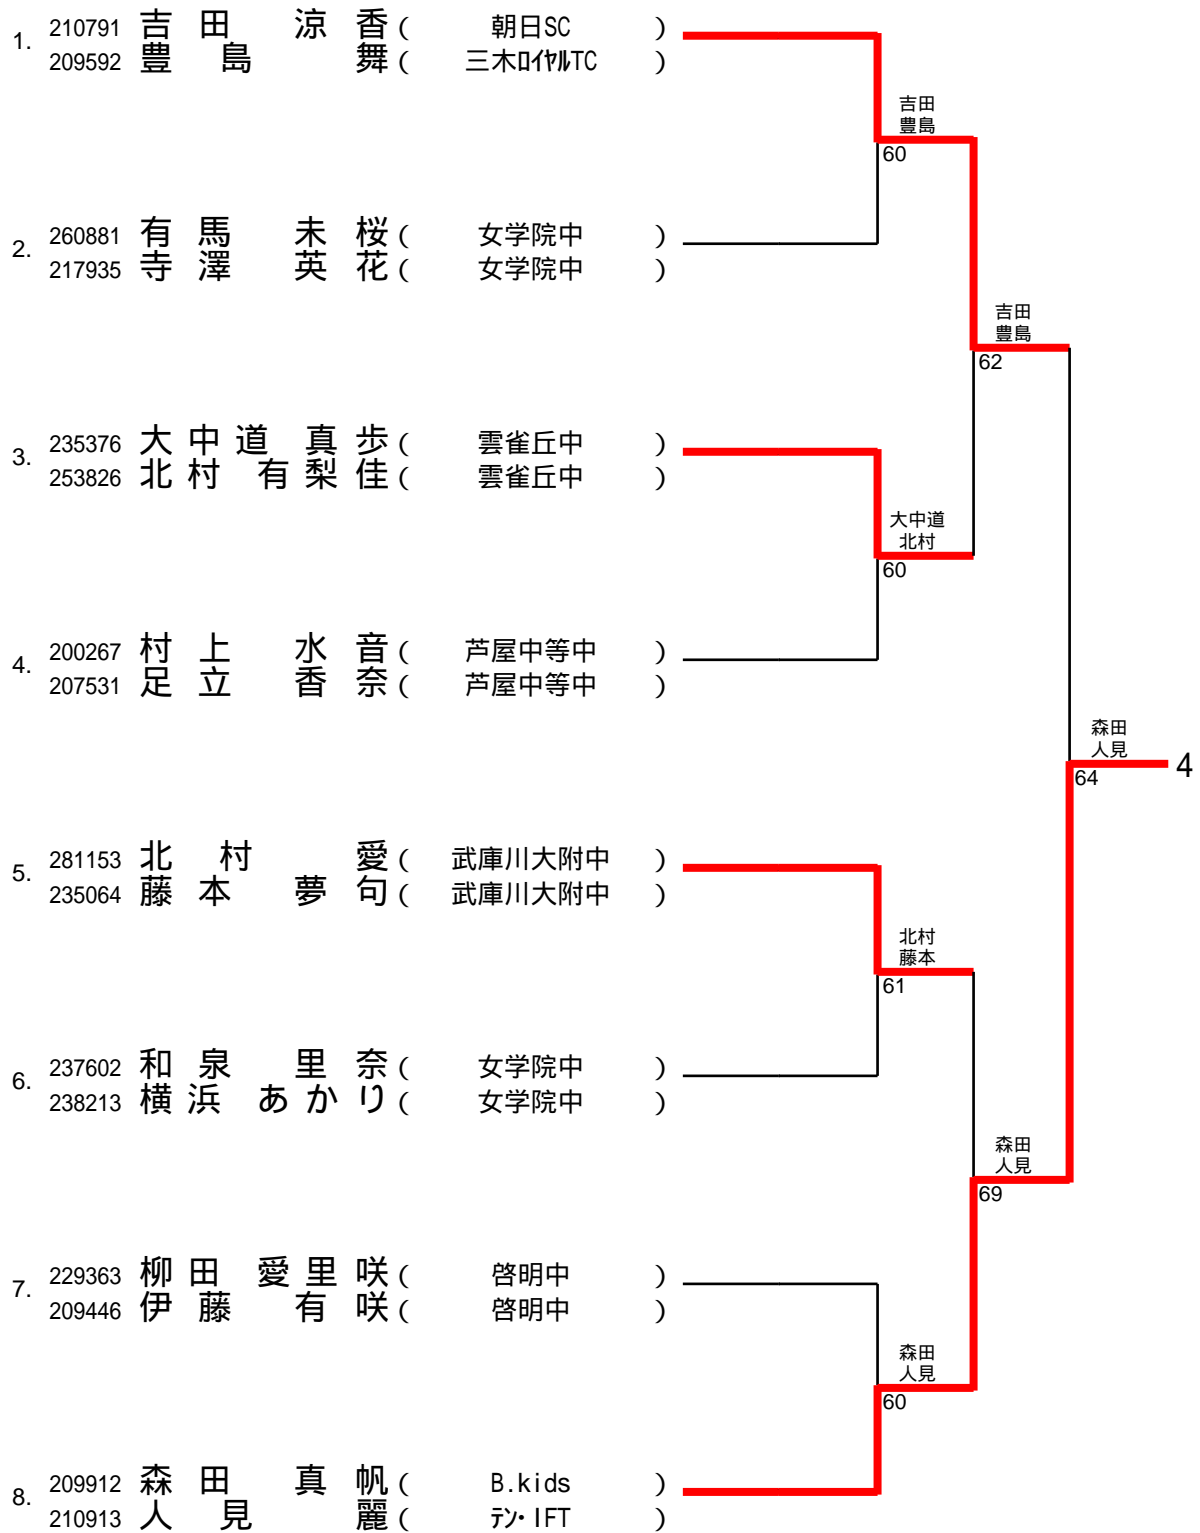 1. 210791 吉田 涼香 ( 朝日SC )
209592 豊島 舞 ( 三木ロイヤルTC )
吉田
豊島
60
2. 260881 有馬 未桜 ( 女学院中 )
217935 寺澤 英花 ( 女学院中 )
吉田
豊島
62
3. 235376 大中道 真歩 ( 雲雀丘中 )
253826 北村 有梨佳 ( 雲雀丘中 )
大中道
北村
60
4. 200267 村上 水音 ( 芦屋中等中 )
207531 足立 香奈 ( 芦屋中等中 )
森田
人見
64
4
5. 281153 北村 愛 ( 武庫川大附中 )
235064 藤本 夢句 ( 武庫川大附中 )
北村
藤本
61
6. 237602 和泉 里奈 ( 女学院中 )
238213 横浜 あかり ( 女学院中 )
森田
人見
69
7. 229363 柳田 愛里咲 ( 啓明中 )
209446 伊藤 有咲 ( 啓明中 )
森田
人見
60
8. 209912 森田 真帆 ( B.kids )
210913 人見 麗 ( テン・IFT )